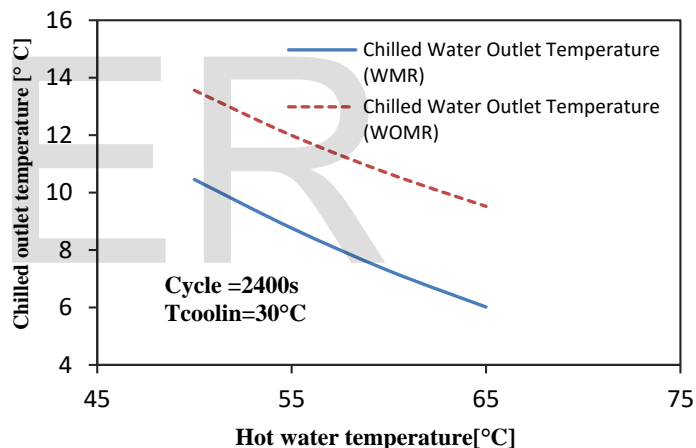 16
14
12
10
8
6
4
Chilled outlet temperature [° C]
ER
Chilled Water Outlet Temperature
(WMR)
Chilled Water Outlet Temperature
(WOMR)
Cycle =2400s
Tcoolin=30°C
45
55
65
75
Hot water temperature[°C]